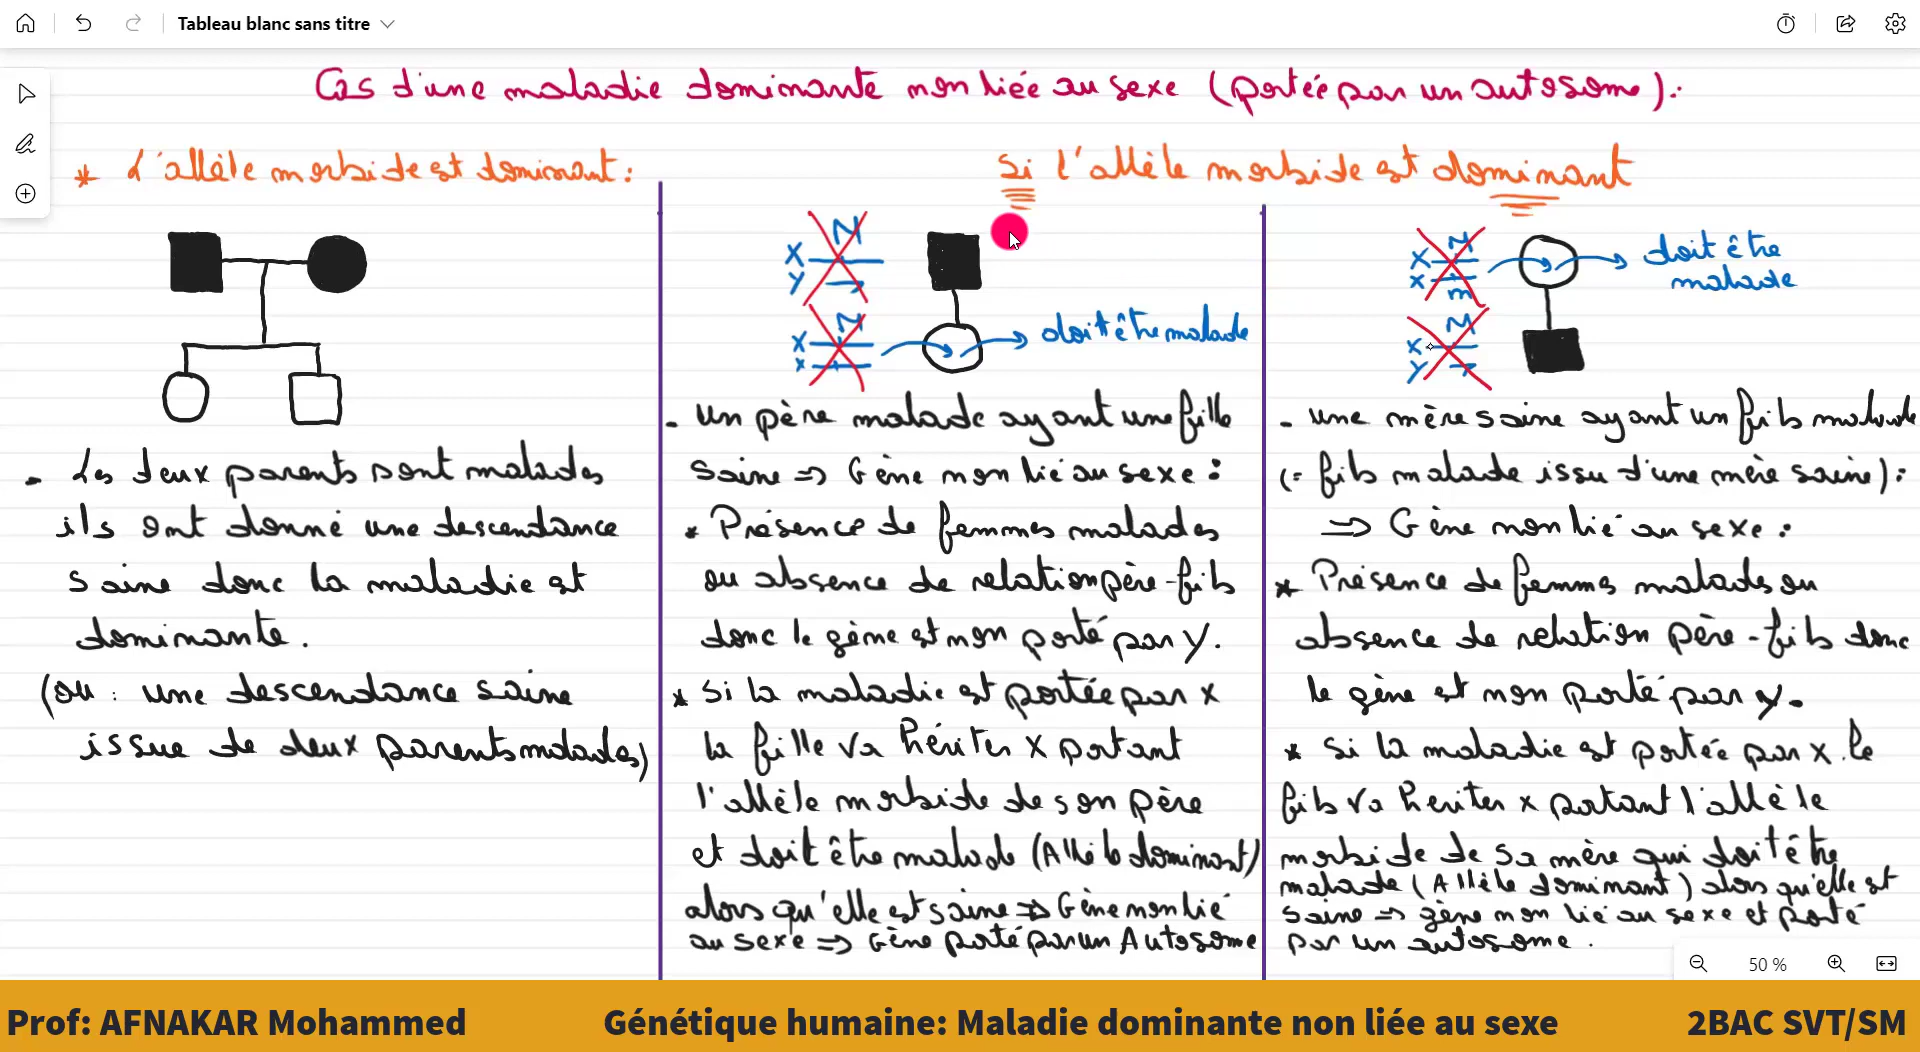 Tableau blanc sans titre
Cas d'une maladie dominante non liée au sexe (portée par un autosome):
* L'allèle morbide est dominant:
Si l'allèle morbide est dominant
M
X
Y
M
X
X
doit être malade
M
X
X
m
doit être
malade
M
X
Y
- Les deux parents sont malades
ils ont donné une descendance
saine donc la maladie est
dominante.
(ou : une descendance saine
issue de deux parents malades)
- Un père malade ayant une fille
saine => Gène non lié au sexe:
* Présence de femmes malades
ou absence de relation père-fils
donc le gène est non porté par Y.
* Si la maladie est portée par X
la fille va hériter X portant
l'allèle morbide de son père
et doit être malade (Allèle dominant)
alors qu'elle est saine => Gène non lié
au sexe => Gène porté par un Autosome
- une mère saine ayant un fils malade
(= fils malade issu d'une mère saine):
=> Gène non lié au sexe:
* Présence de femmes malades ou
absence de relation père-fils donc
le gène est non porté par y.
* Si la maladie est portée par X. le
fils va hériter X portant l'allèle
morbide de sa mère qui doit être
malade (Allèle dominant) alors qu'elle est
saine => gène non lié au sexe et porté
par un autosome.
50 %
Prof: AFNAKAR Mohammed
Génétique humaine: Maladie dominante non liée au sexe
2BAC SVT/SM